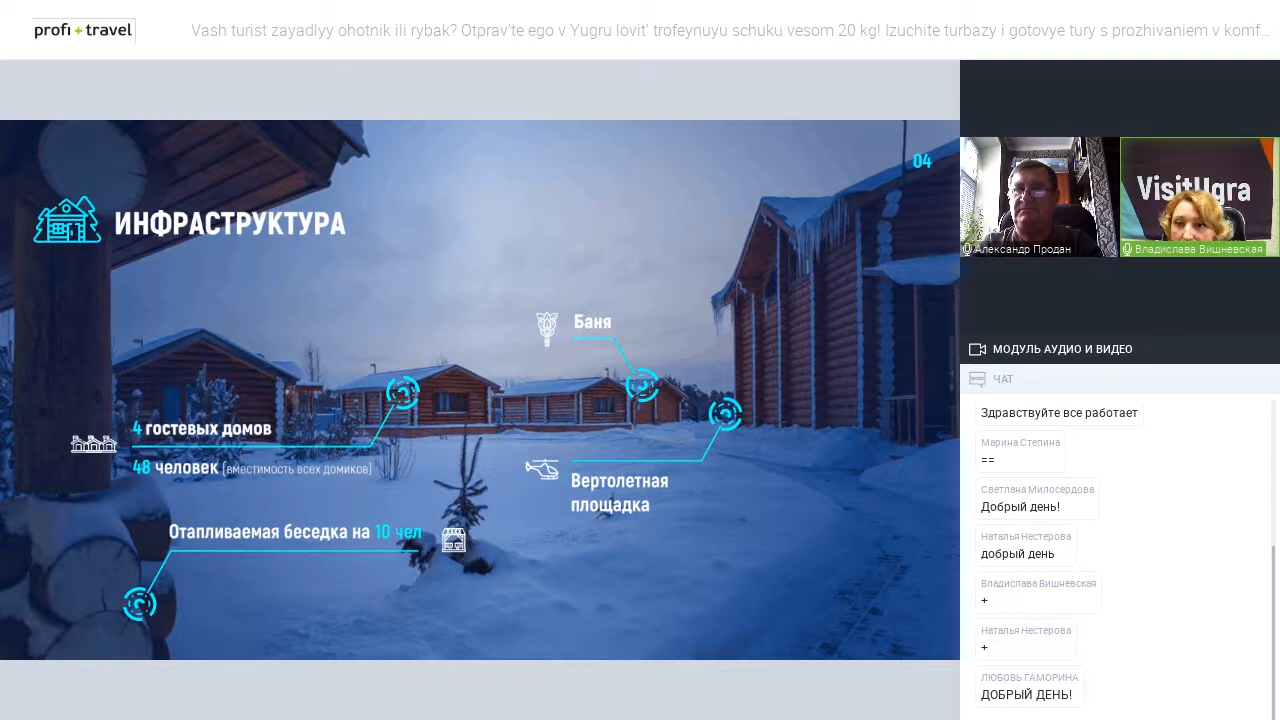 profi + travel
Vash turist zayadlyy ohotnik ili rybak? Otprav'te ego v Yugru lovit' trofeynuyu schuku vesom 20 kg! Izuchite turbazy i gotovye tury s prozhivaniem v komf...
04
ИНФРАСТРУКТУРА
Баня
4 гостевых домов
48 человек (вместимость всех домиков)
Вертолетная
площадка
Отапливаемая беседка на 10 чел
VisitUgra
Александр Продан
Владислава Вишневская
МОДУЛЬ АУДИО И ВИДЕО
ЧАТ
Здравствуйте все работает
Марина Степина
==
Светлана Милосердова
Добрый день!
Наталья Нестерова
добрый день
Владислава Вишневская
+
Наталья Нестерова
+
ЛЮБОВЬ ГАМОРИНА
ДОБРЫЙ ДЕНЬ!